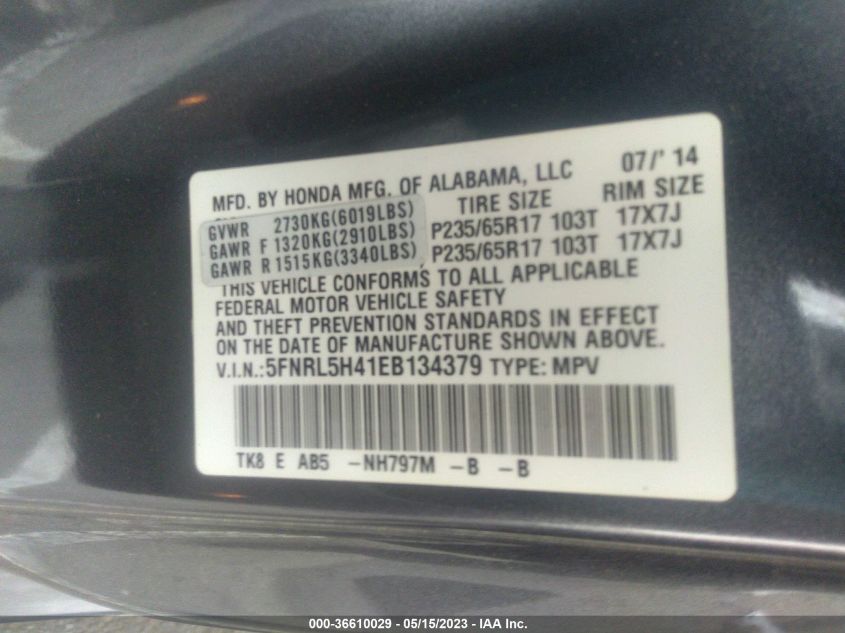 MFD. BY HONDA MFG. OF ALABAMA, LLC 07/' 14
TIRE SIZE RIM SIZE
GVWR 2730KG(6019LBS)
GAWR F 1320KG(2910LBS) P235/65R17 103T 17X7J
GAWR R 1515KG(3340LBS) P235/65R17 103T 17X7J
THIS VEHICLE CONFORMS TO ALL APPLICABLE
FEDERAL MOTOR VEHICLE SAFETY
AND THEFT PREVENTION STANDARDS IN EFFECT
ON THE DATE OF MANUFACTURE SHOWN ABOVE.
V.I.N.:5FNRL5H41EB134379 TYPE: MPV
TK8 E AB5 -NH797M -B -B
000-36610029 - 05/15/2023 - IAA Inc.